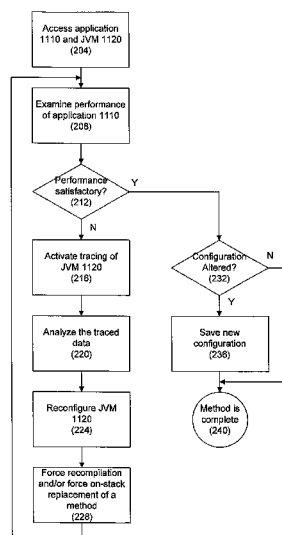 Access application
1110 and JVM 1120
(204)
Examine performance
of application 1110
(208)
Performance
satisfactory?
(212)
Y
N
Activate tracing of
JVM 1120
(216)
Configuration
Altered?
(232)
N
Y
Analyze the traced
data
(220)
Save new
configuration
(236)
Reconfigure JVM
1120
(224)
Method is
complete
(240)
Force recompilation
and/or force on-stack
replacement of a
method
(228)